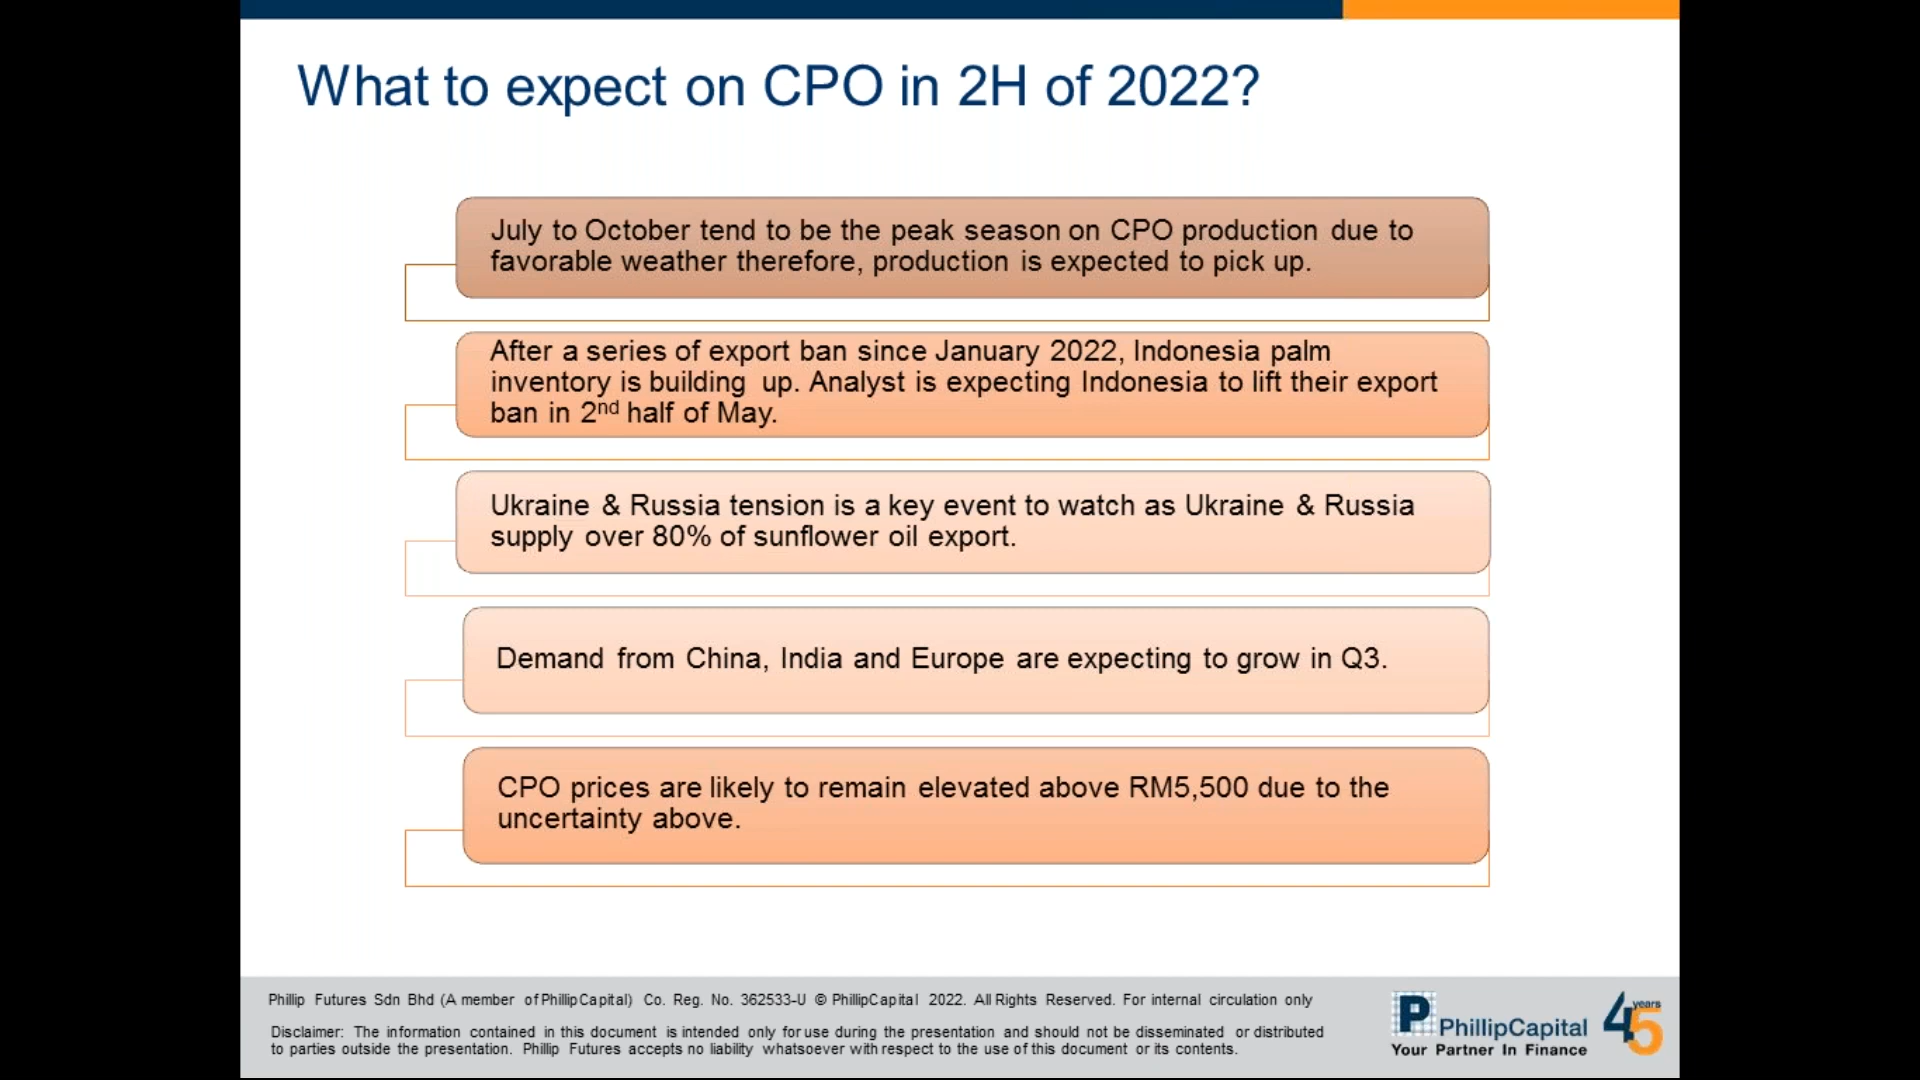 What to expect on CPO in 2H of 2022?
July to October tend to be the peak season on CPO production due to
favorable weather therefore, production is expected to pick up.
After a series of export ban since January 2022, Indonesia palm
inventory is building up. Analyst is expecting Indonesia to lift their export
ban in 2nd half of May.
Ukraine & Russia tension is a key event to watch as Ukraine & Russia
supply over 80% of sunflower oil export.
Demand from China, India and Europe are expecting to grow in Q3.
CPO prices are likely to remain elevated above RM5,500 due to the
uncertainty above.
Phillip Futures Sdn Bhd (A member of PhillipCapital) Co. Reg. No. 362533-U © PhillipCapital 2022. All Rights Reserved. For internal circulation only
Disclaimer: The information contained in this document is intended only for use during the presentation and should not be disseminated or distributed
to parties outside the presentation. Phillip Futures accepts no liability whatsoever with respect to the use of this document or its contents.
P PhillipCapital
Your Partner In Finance
45 years